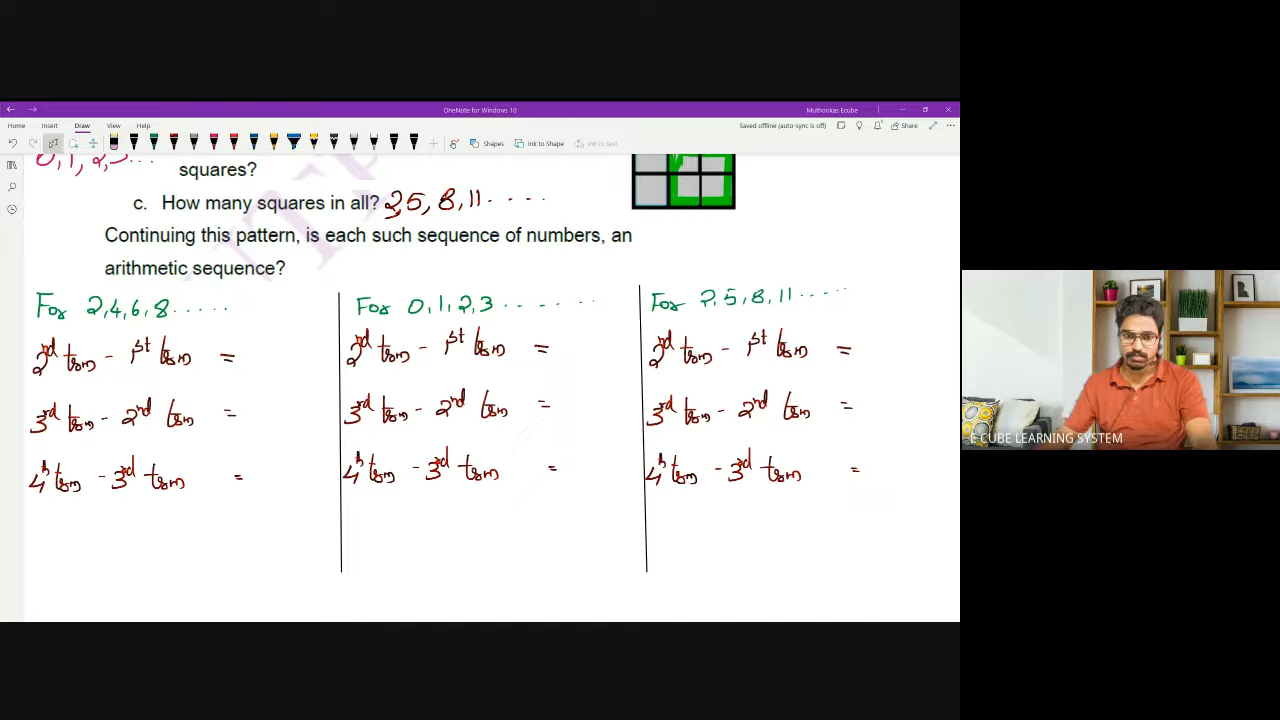 OneNote for Windows 10
Muthookas Ecube
Home Insert Draw View Help
Saved offline (auto-sync is off) Share
Shapes Ink to Shape Ink to Text
0, 1, 2, 3...
squares?
c. How many squares in all? 2, 5, 8, 11 . . . . .
Continuing this pattern, is each such sequence of numbers, an
arithmetic sequence?
For 2, 4, 6, 8 . . . . . .
2nd term - 1st term =
3rd term - 2nd term =
4th term - 3rd term =
For 0, 1, 2, 3 . . . . . .
2nd term - 1st term =
3rd term - 2nd term =
4th term - 3rd term =
For 2, 5, 8, 11 . . . . . .
2nd term - 1st term =
3rd term - 2nd term =
4th term - 3rd term =
E CUBE LEARNING SYSTEM